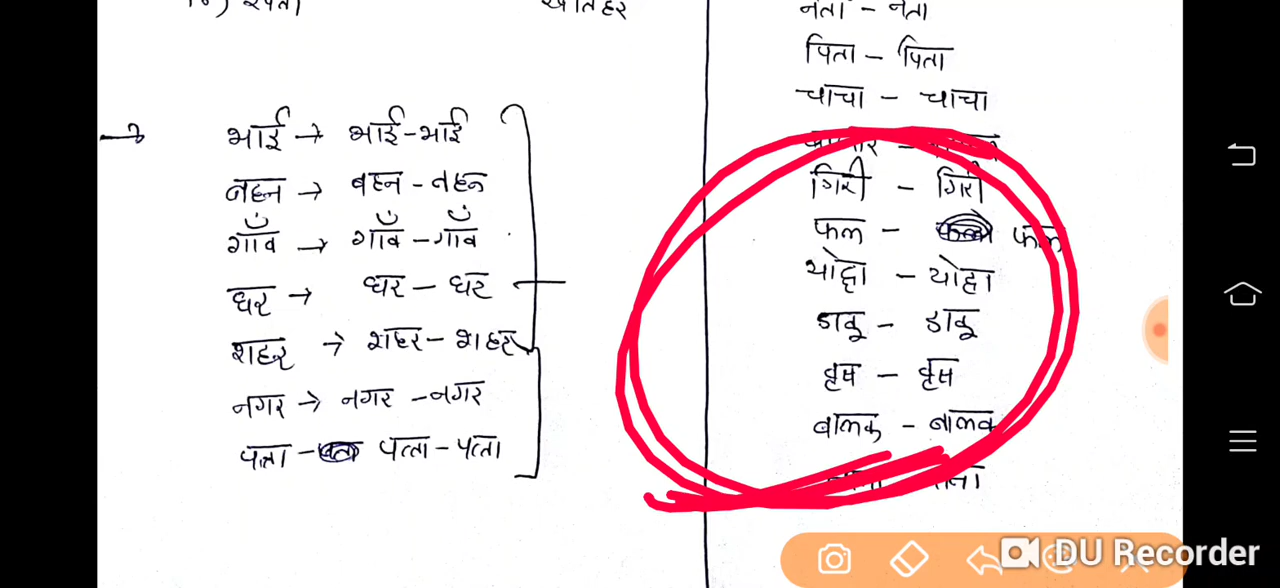 भाई → भाई-भाई
बहन → बहन-बहन
गाँव → गाँव-गाँव
घर → घर - घर
शहर → शहर-शहर
नगर → नगर -नगर
पत्ता - पत्ता-पत्ता
नेता - नेता
पिता - पिता
चाचा - चाचा
गिरी - गिरी
फल - फल
योद्धा - योद्धा
डाकू - डाकू
बालक - बालक
DU Recorder